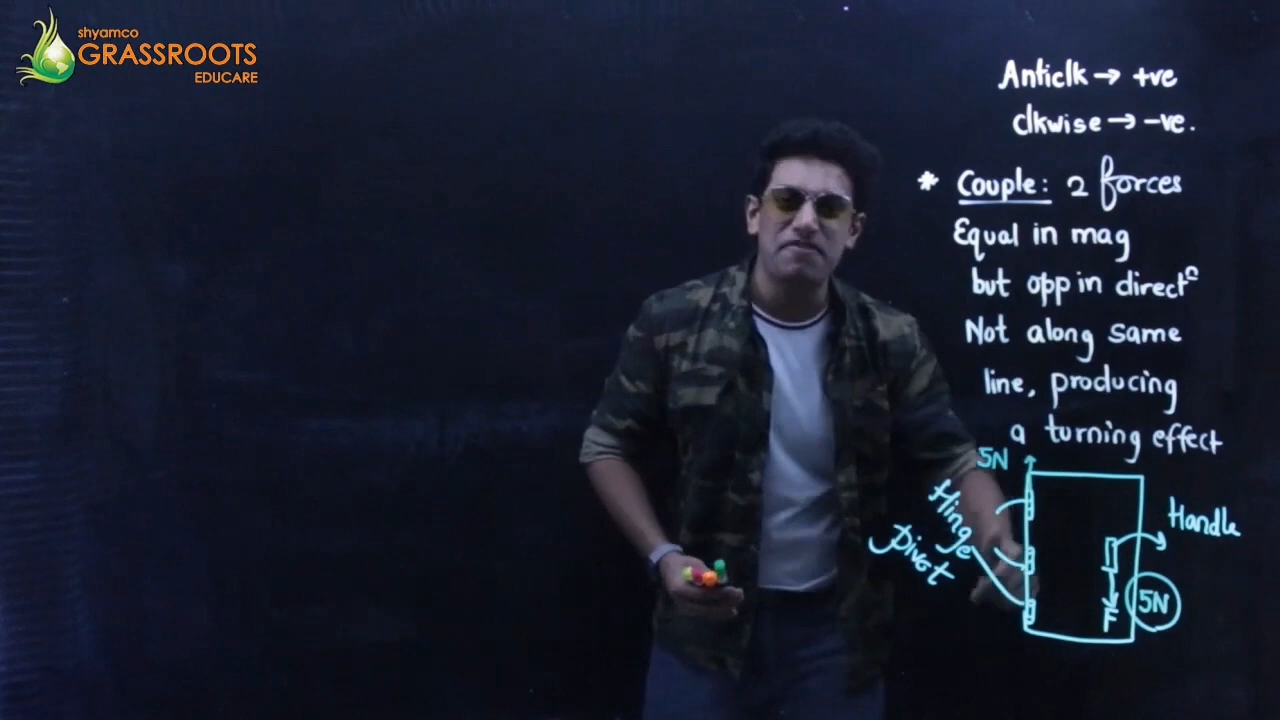 shyamco
GRASSROOTS
EDUCARE
Anticlk → +ve
clkwise → -ve.
* Couple: 2 forces
Equal in mag
but opp in directⁿ
Not along same
line, producing
a turning effect
5N
Hinge
Pivot
Handle
5N
F